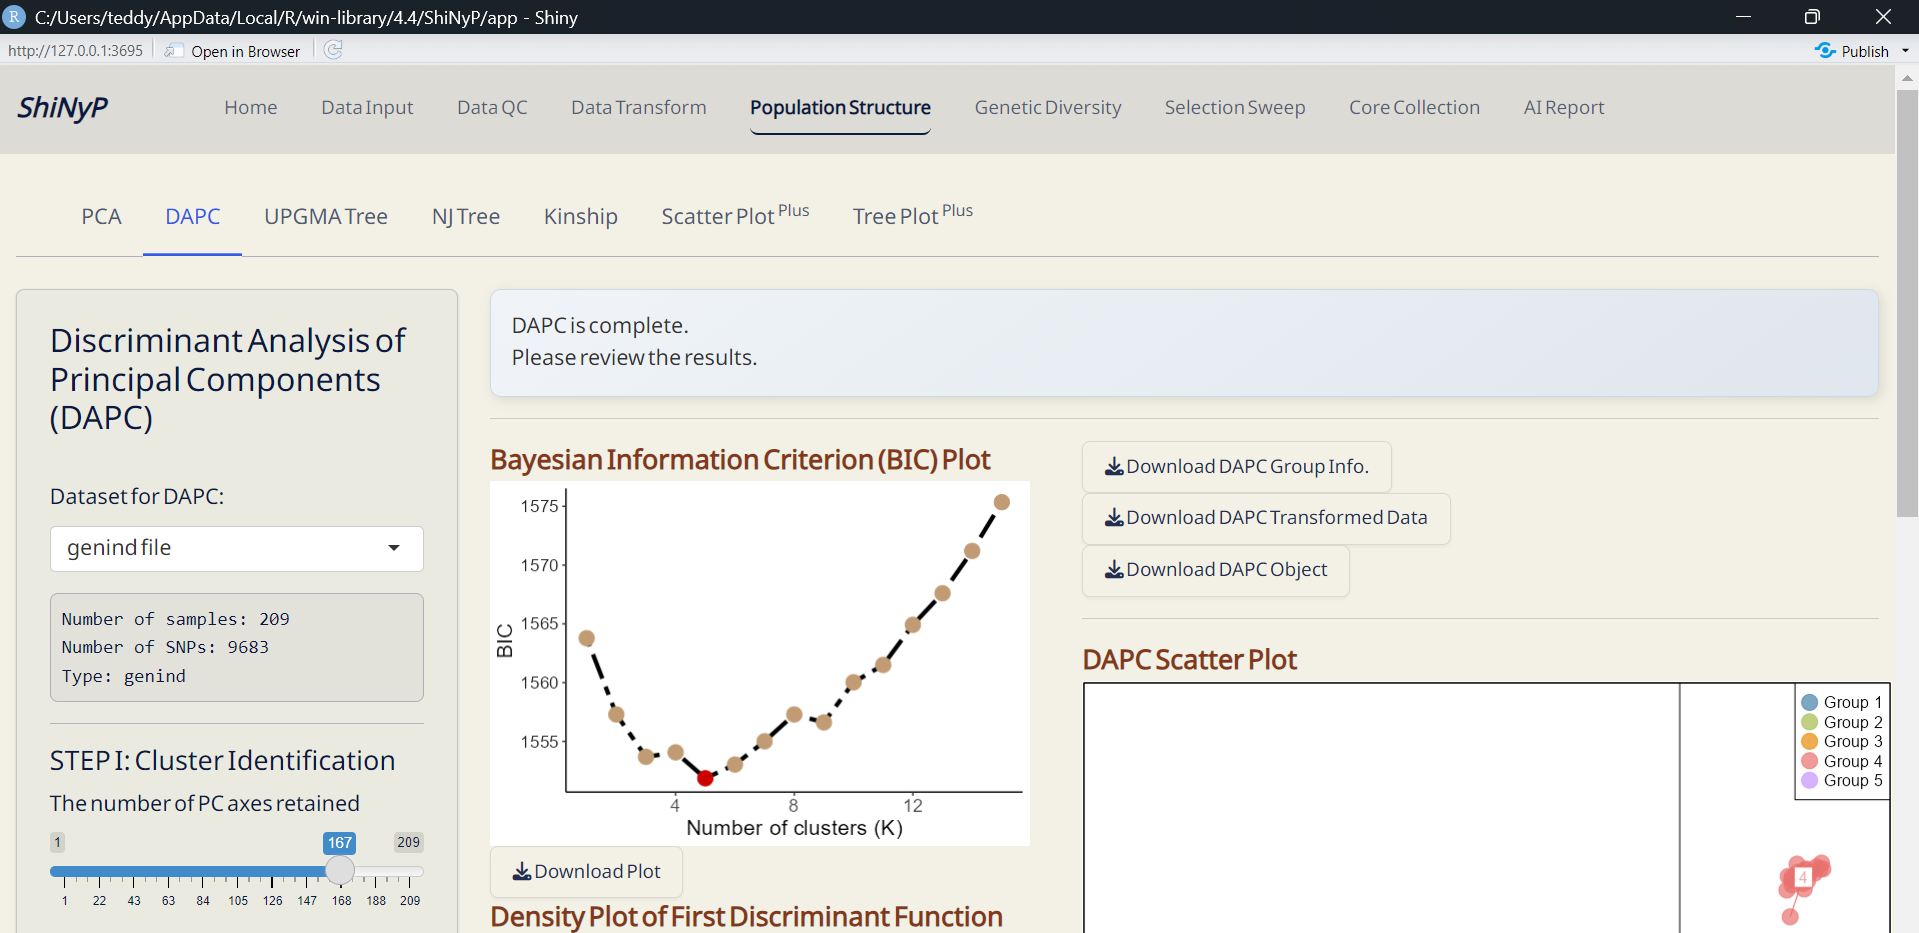 C:/Users/teddy/AppData/Local/R/win-library/4.4/ShiNyP/app - Shiny
http://127.0.0.1:3695
Open in Browser
Publish
ShiNyP
Home
Data Input
Data QC
Data Transform
Population Structure
Genetic Diversity
Selection Sweep
Core Collection
AI Report
PCA
DAPC
UPGMA Tree
NJ Tree
Kinship
Scatter Plot Plus
Tree Plot Plus
Discriminant Analysis of
Principal Components
(DAPC)
Dataset for DAPC:
genind file
Number of samples: 209
Number of SNPs: 9683
Type: genind
STEP I: Cluster Identification
The number of PC axes retained
1
167
209
1 22 43 63 84 105 126 147 168 188 209
DAPC is complete.
Please review the results.
Bayesian Information Criterion (BIC) Plot
1575
1570
1565
1560
1555
BIC
4 8 12
Number of clusters (K)
Download Plot
Density Plot of First Discriminant Function
Download DAPC Group Info.
Download DAPC Transformed Data
Download DAPC Object
DAPC Scatter Plot
Group 1
Group 2
Group 3
Group 4
Group 5
4